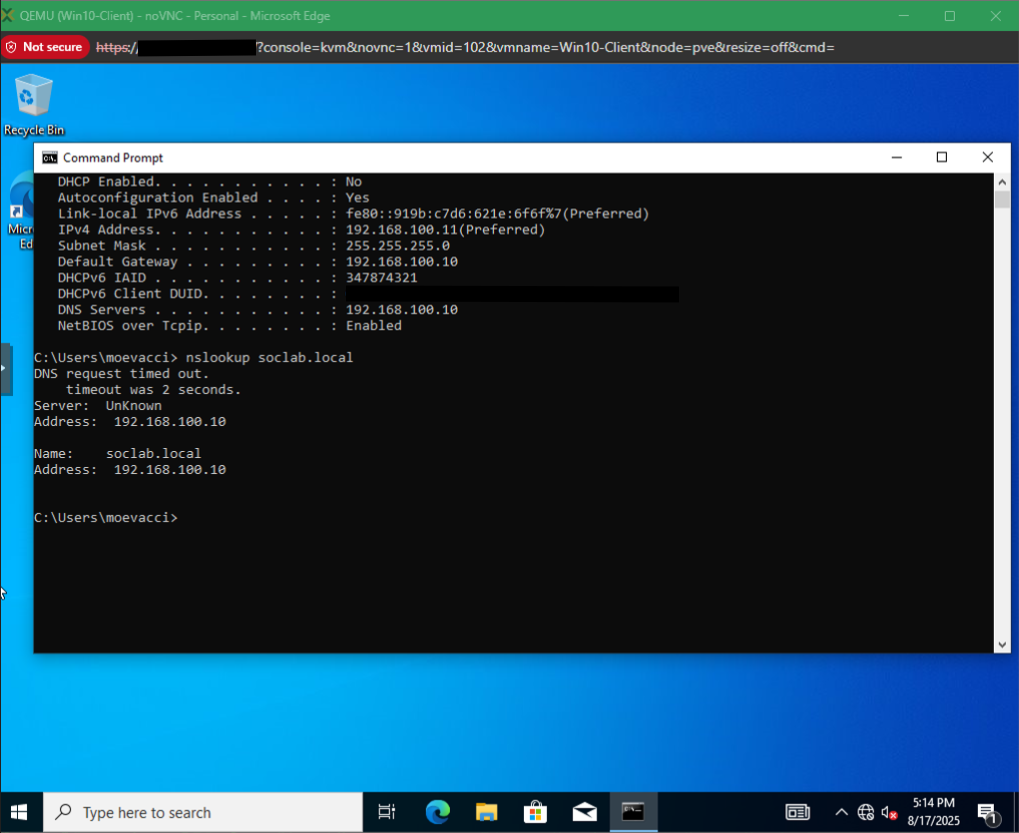 QEMU (Win10-Client) - noVNC - Personal - Microsoft Edge
Not secure https:// ?console=kvm&novnc=1&vmid=102&vmname=Win10-Client&node=pve&resize=off&cmd=
Recycle Bin
Micr
Ed
Command Prompt
DHCP Enabled. . . . . . . . . . . : No
Autoconfiguration Enabled . . . . : Yes
Link-local IPv6 Address . . . . . : fe80::919b:c7d6:621e:6f6f%7(Preferred)
IPv4 Address. . . . . . . . . . . : 192.168.100.11(Preferred)
Subnet Mask . . . . . . . . . . . : 255.255.255.0
Default Gateway . . . . . . . . . : 192.168.100.10
DHCPv6 IAID . . . . . . . . . . . : 347874321
DHCPv6 Client DUID. . . . . . . . :
DNS Servers . . . . . . . . . . . : 192.168.100.10
NetBIOS over Tcpip. . . . . . . . : Enabled
C:\Users\moevacci> nslookup soclab.local
DNS request timed out.
timeout was 2 seconds.
Server: UnKnown
Address: 192.168.100.10
Name: soclab.local
Address: 192.168.100.10
C:\Users\moevacci>
Type here to search
5:14 PM
8/17/2025
1